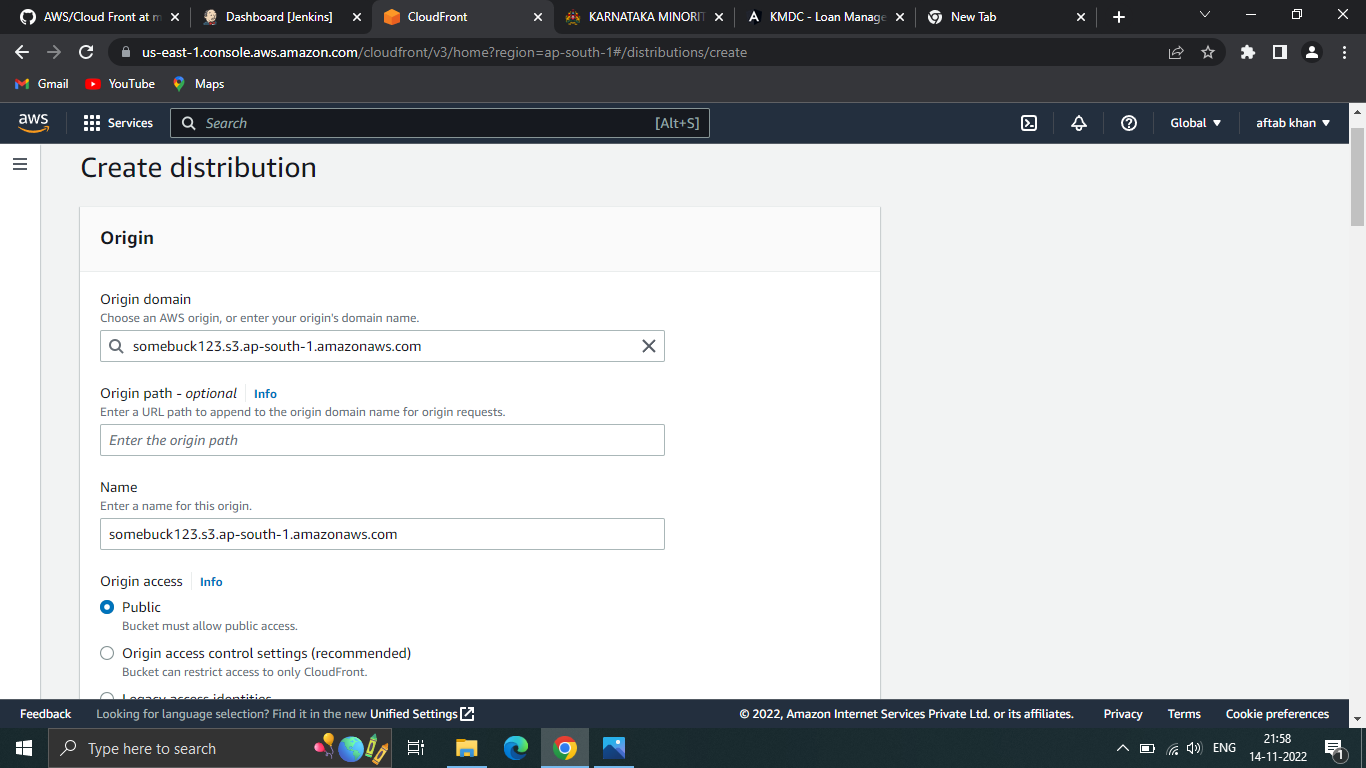 AWS/Cloud Front at m
Dashboard [Jenkins]
CloudFront
KARNATAKA MINORIT
KMDC - Loan Manage
New Tab
us-east-1.console.aws.amazon.com/cloudfront/v3/home?region=ap-south-1#/distributions/create
Gmail
YouTube
Maps
aws
Services
Search
[Alt+S]
Global
aftab khan
Create distribution
Origin
Origin domain
Choose an AWS origin, or enter your origin's domain name.
somebuck123.s3.ap-south-1.amazonaws.com
Origin path - optional Info
Enter a URL path to append to the origin domain name for origin requests.
Enter the origin path
Name
Enter a name for this origin.
somebuck123.s3.ap-south-1.amazonaws.com
Origin access Info
Public
Bucket must allow public access.
Origin access control settings (recommended)
Bucket can restrict access to only CloudFront.
Legacy access identities
Feedback
Looking for language selection? Find it in the new Unified Settings
© 2022, Amazon Internet Services Private Ltd. or its affiliates.
Privacy
Terms
Cookie preferences
Type here to search
ENG
21:58
14-11-2022
1